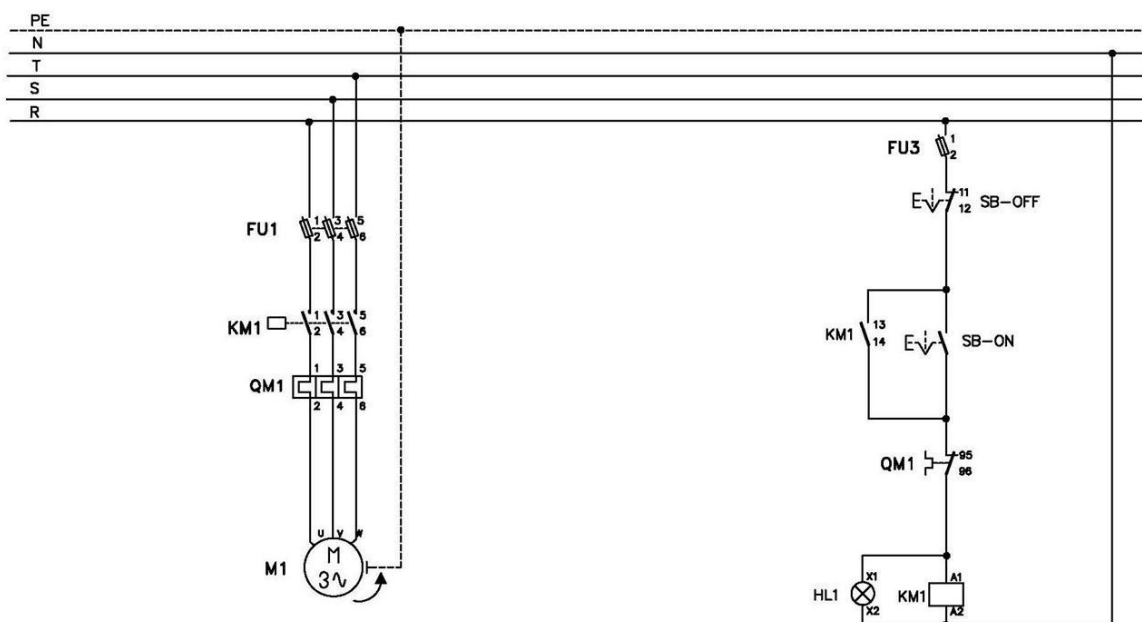 PE
N
T
S
R
FU1
1 3 5
2 4 6
KM1
1 3 5
2 4 6
QM1
1 3 5
2 4 6
U V W
M1
M
3∿
FU3
1
2
E
11
12
SB-OFF
KM1
13
14
E
SB-ON
QM1
95
96
HL1
X1
X2
KM1
A1
A2